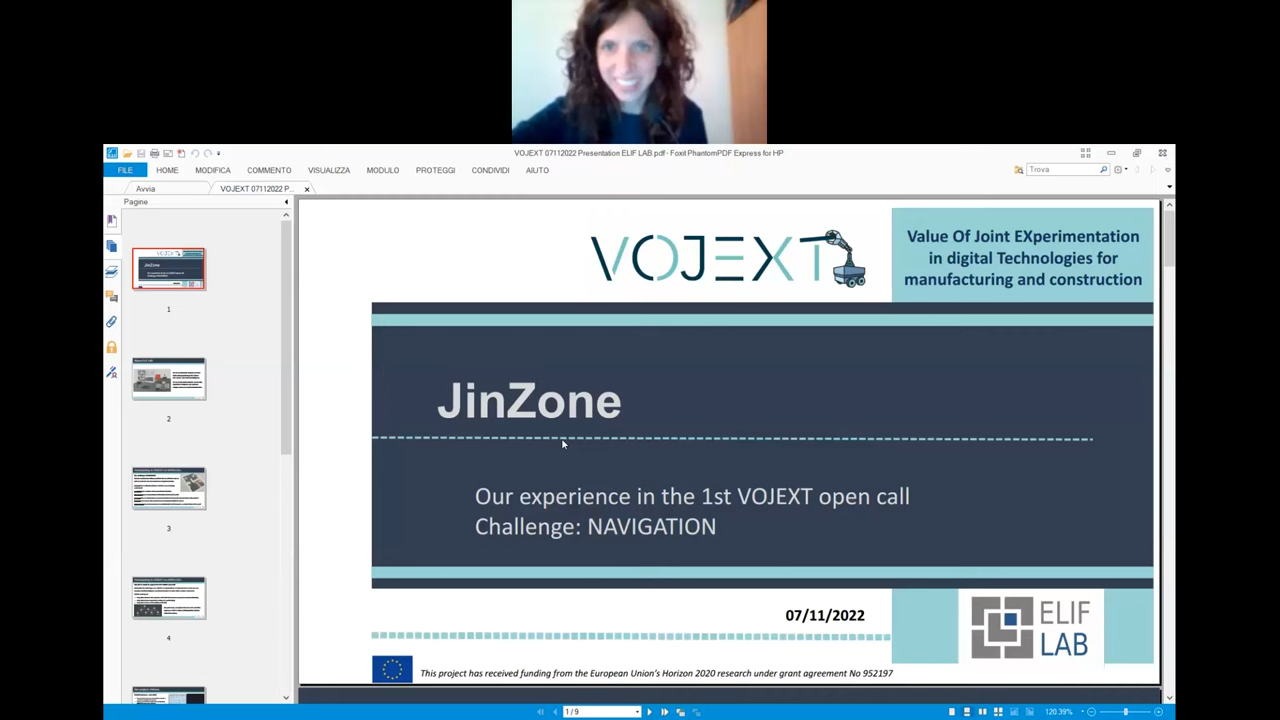 VOJEXT 07112022 Presentation ELIF LAB.pdf - Foxit PhantomPDF Express for HP
FILE HOME MODIFICA COMMENTO VISUALIZZA MODULO PROTEGGI CONDIVIDI AIUTO
Trova
Avvia
VOJEXT 07112022 P...
Pagine
1
2
3
4
VOJEXT
Value Of Joint EXperimentation
in digital Technologies for
manufacturing and construction
JinZone
Our experience in the 1st VOJEXT open call
Challenge: NAVIGATION
07/11/2022
ELIF
LAB
This project has received funding from the European Union's Horizon 2020 research under grant agreement No 952197
1 / 9
120.39%